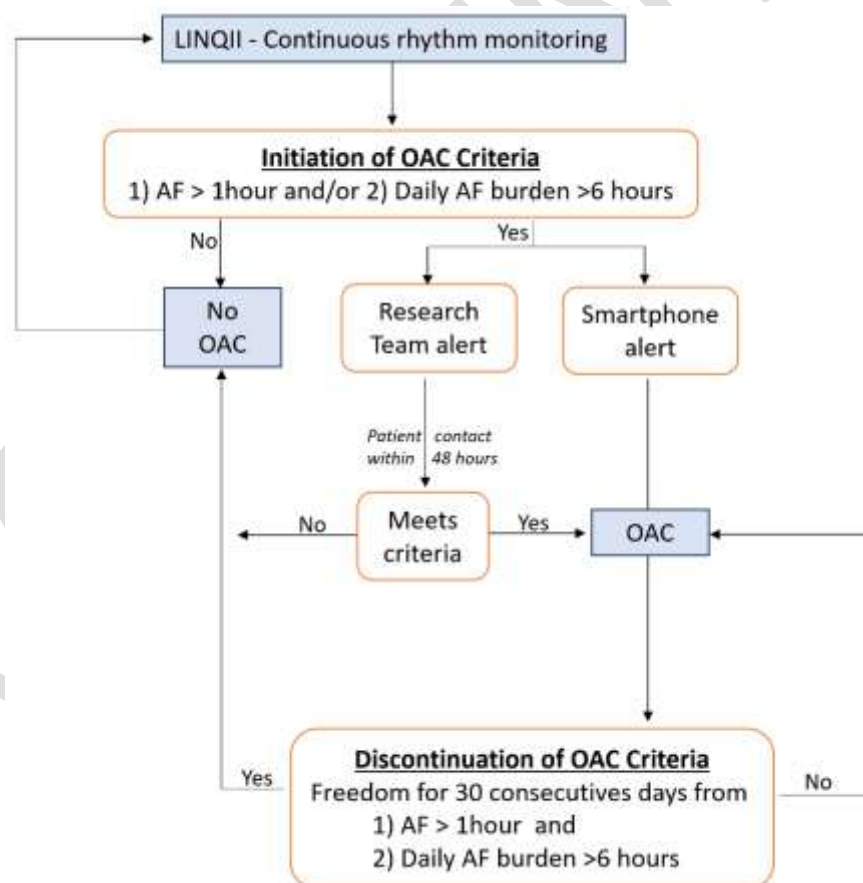 LINQII - Continuous rhythm monitoring
Initiation of OAC Criteria
1) AF > 1hour and/or 2) Daily AF burden >6 hours
No
Yes
No
OAC
Research
Team alert
Smartphone
alert
Patient contact
within 48 hours
No
Meets
criteria
Yes
OAC
Discontinuation of OAC Criteria
Yes
Freedom for 30 consecutives days from
No
1) AF > 1hour and
2) Daily AF burden >6 hours